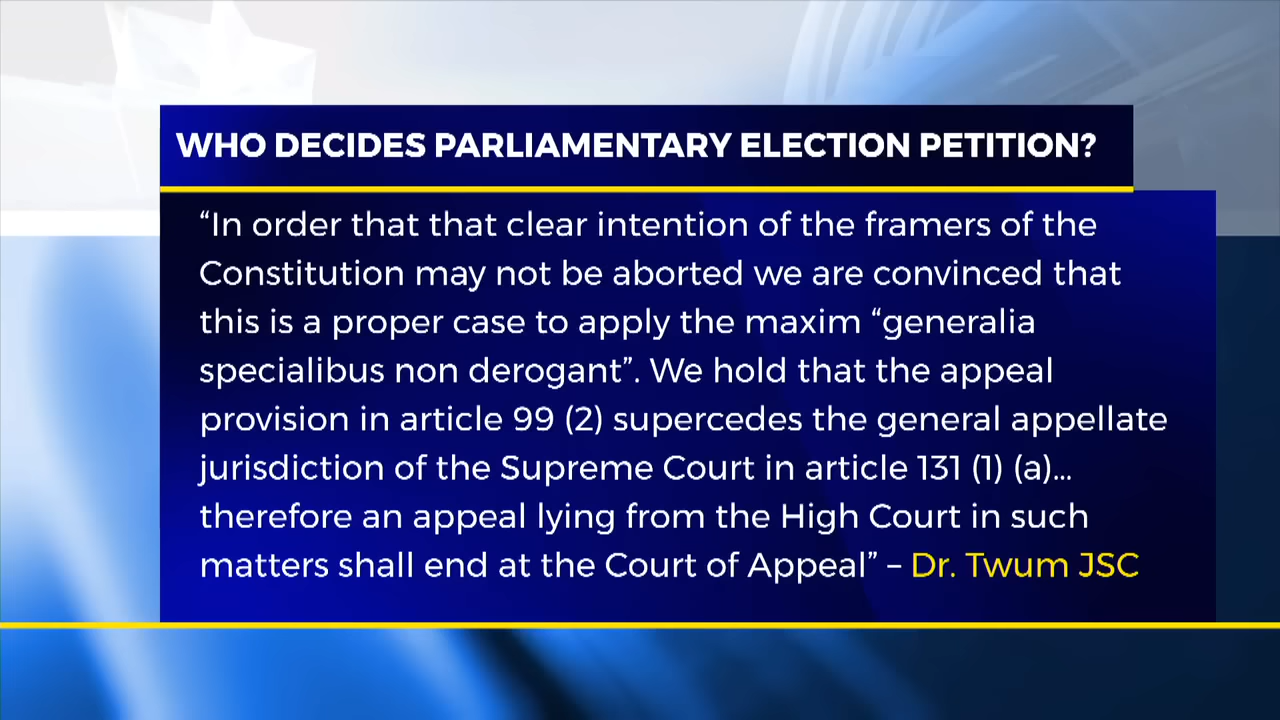 WHO DECIDES PARLIAMENTARY ELECTION PETITION?
“In order that that clear intention of the framers of the
Constitution may not be aborted we are convinced that
this is a proper case to apply the maxim “generalia
specialibus non derogant”. We hold that the appeal
provision in article 99 (2) supercedes the general appellate
jurisdiction of the Supreme Court in article 131 (1) (a)...
therefore an appeal lying from the High Court in such
matters shall end at the Court of Appeal” – Dr. Twum JSC